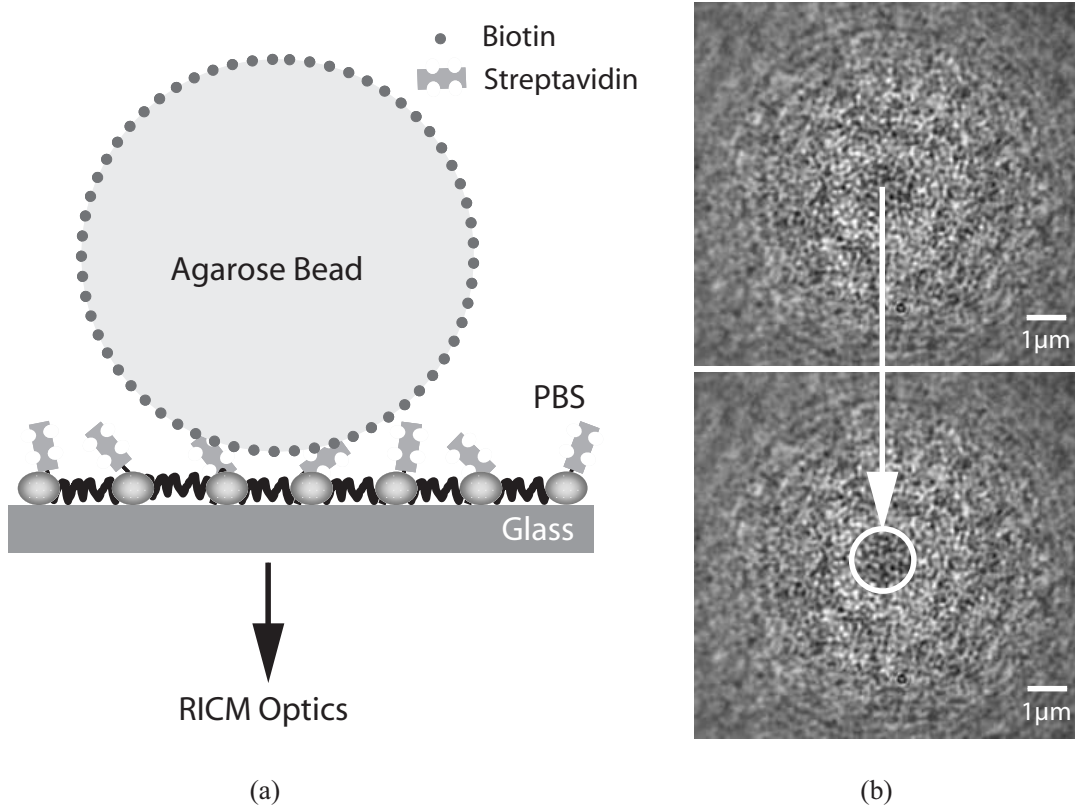 Biotin
Streptavidin
Agarose Bead
PBS
Glass
RICM Optics
1μm
1μm
(a)
(b)